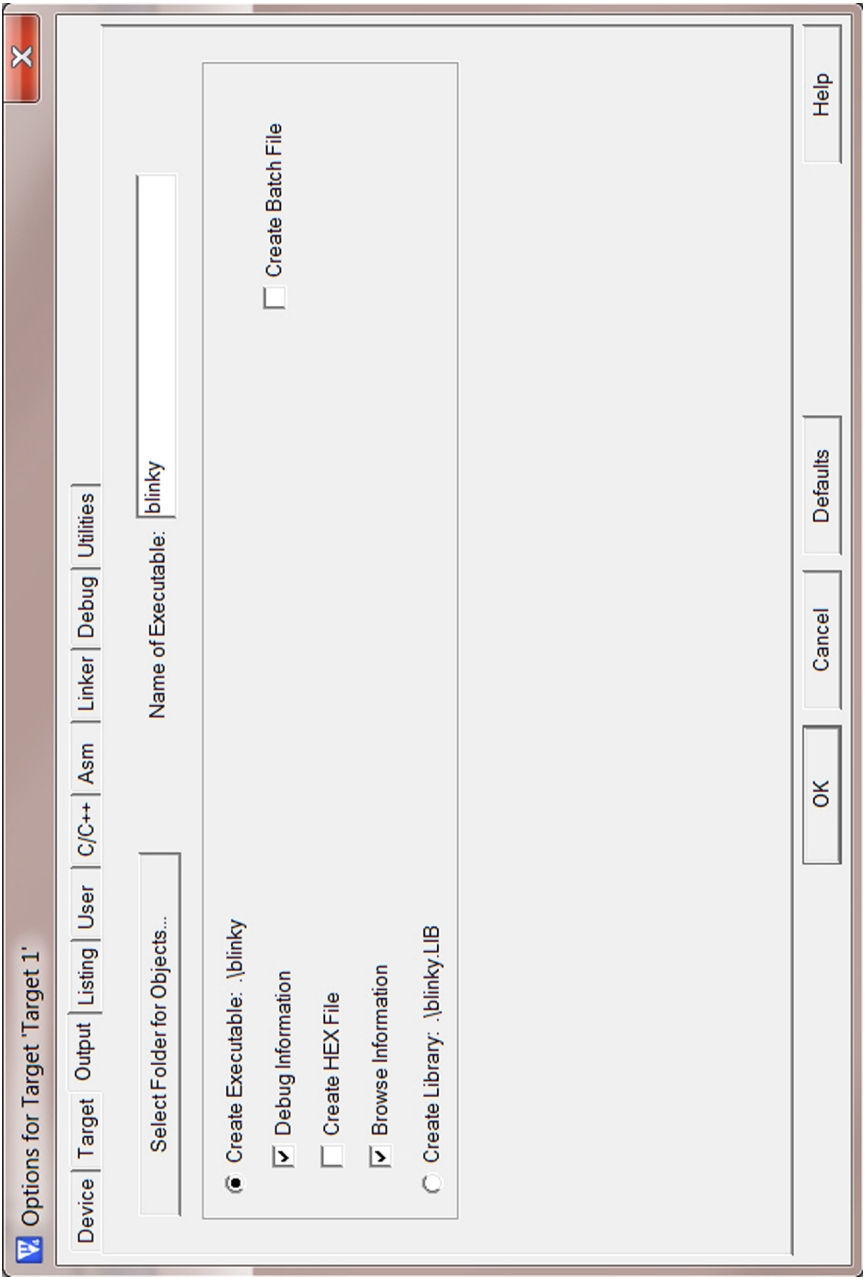 Options for Target 'Target 1'
X
Device Target Output Listing User C/C++ Asm Linker Debug Utilities
Select Folder for Objects...
Name of Executable: blinky
Create Executable: .\blinky
Debug Information
Create Batch File
Create HEX File
Browse Information
Create Library: .\blinky.LIB
OK Cancel Defaults Help